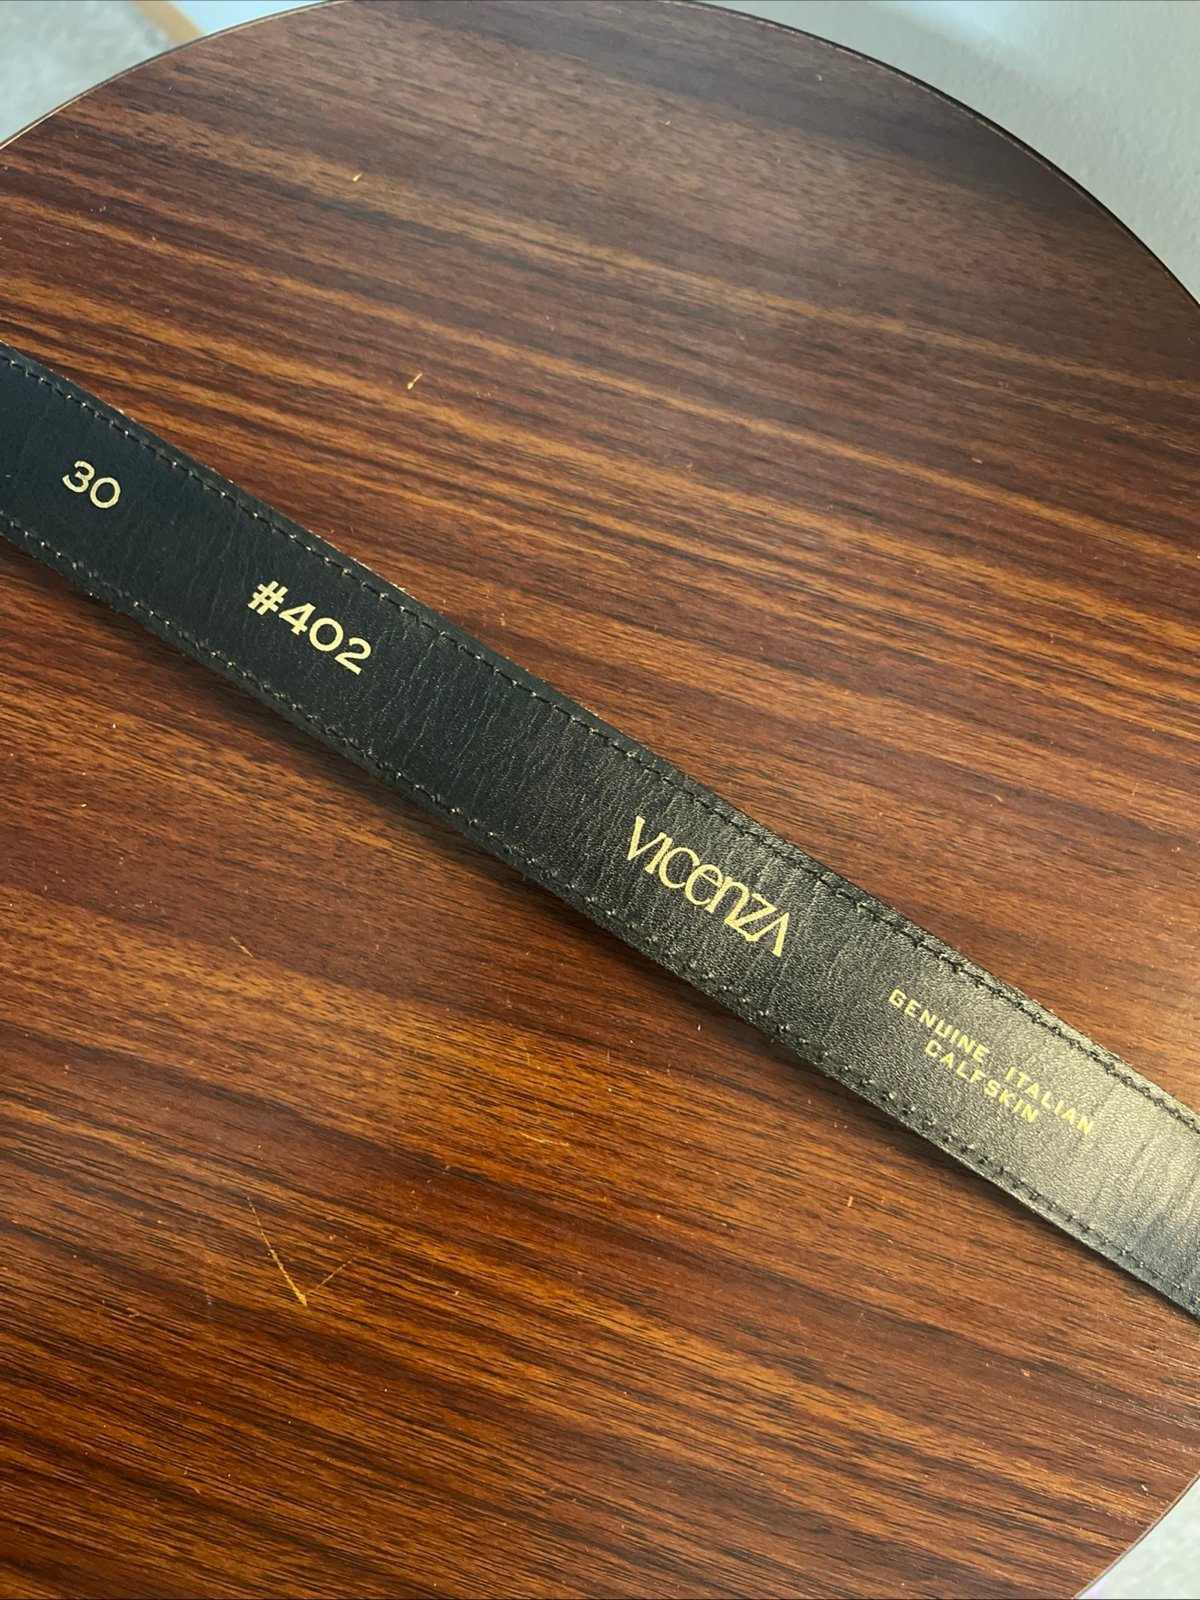 30
#402
VICENZA
GENUINE ITALIAN
CALFSKIN